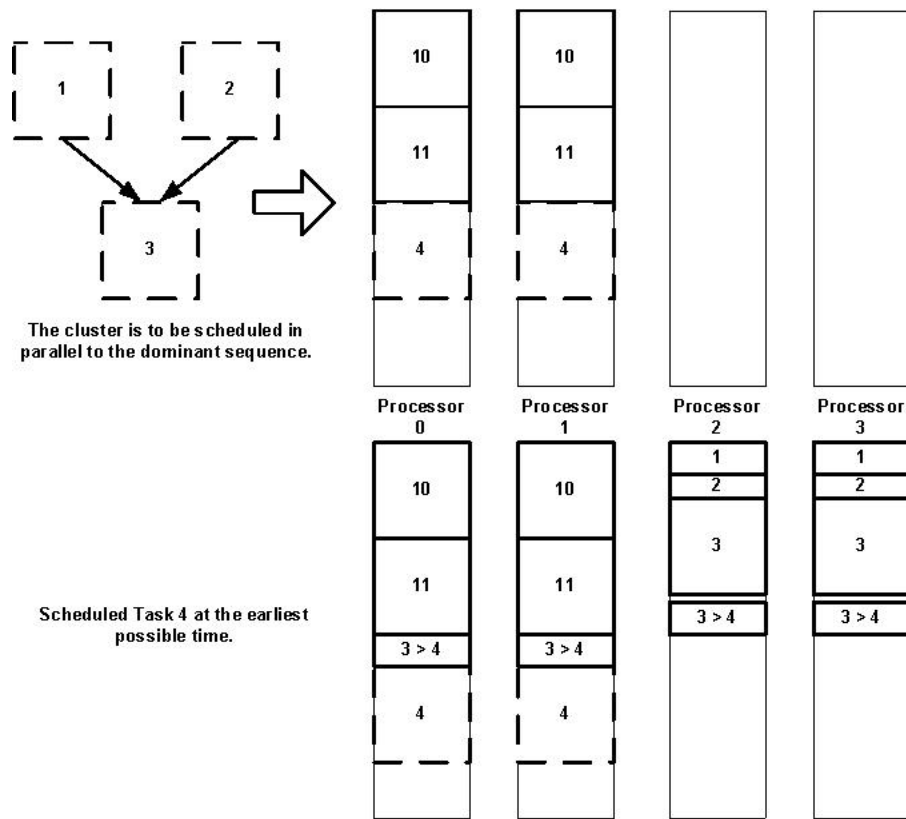 1
2
3
The cluster is to be scheduled in
parallel to the dominant sequence.
10
10
11
11
4
4
Processor
0
Processor
1
Processor
2
Processor
3
Scheduled Task 4 at the earliest
possible time.
10
10
1
1
2
2
3
3
11
11
3 > 4
3 > 4
3 > 4
3 > 4
4
4